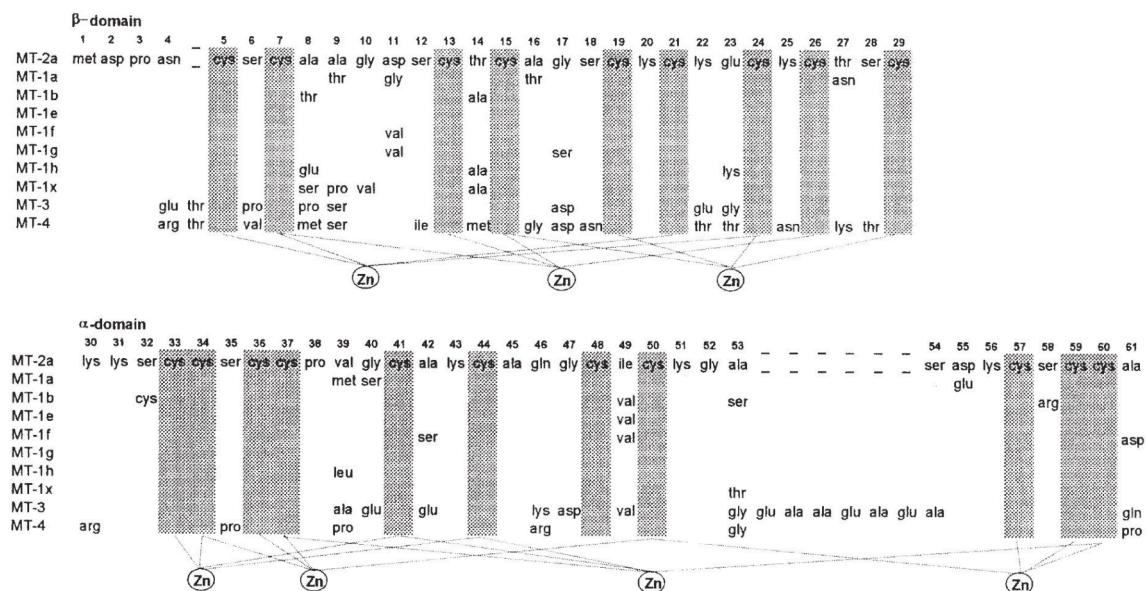 β-domain
1 2 3 4 5 6 7 8 9 10 11 12 13 14 15 16 17 18 19 20 21 22 23 24 25 26 27 28 29
MT-2a met asp pro asn _ cys ser cys ala ala gly asp ser cys thr cys ala gly ser cys lys cys lys glu cys lys cys thr ser cys
MT-1a _ thr gly thr asn
MT-1b thr ala
MT-1e
MT-1f val
MT-1g val ser
MT-1h glu ala lys
MT-1x ser pro val ala
MT-3 glu thr pro pro ser asp glu gly
MT-4 arg thr val met ser ile met gly asp asn thr thr asn lys thr
Zn Zn Zn
α-domain
30 31 32 33 34 35 36 37 38 39 40 41 42 43 44 45 46 47 48 49 50 51 52 53 54 55 56 57 58 59 60 61
MT-2a lys lys ser cys cys ser cys cys pro val gly cys ala lys cys ala gln gly cys ile cys lys gly ala _ _ _ _ _ _ _ ser asp lys cys ser cys cys ala
MT-1a met ser _ _ _ _ _ _ _ glu
MT-1b cys val ser arg
MT-1e val
MT-1f ser val asp
MT-1g
MT-1h leu
MT-1x thr
MT-3 ala glu glu lys asp val gly glu ala ala glu ala glu ala gln
MT-4 arg pro pro arg gly pro
Zn Zn Zn Zn